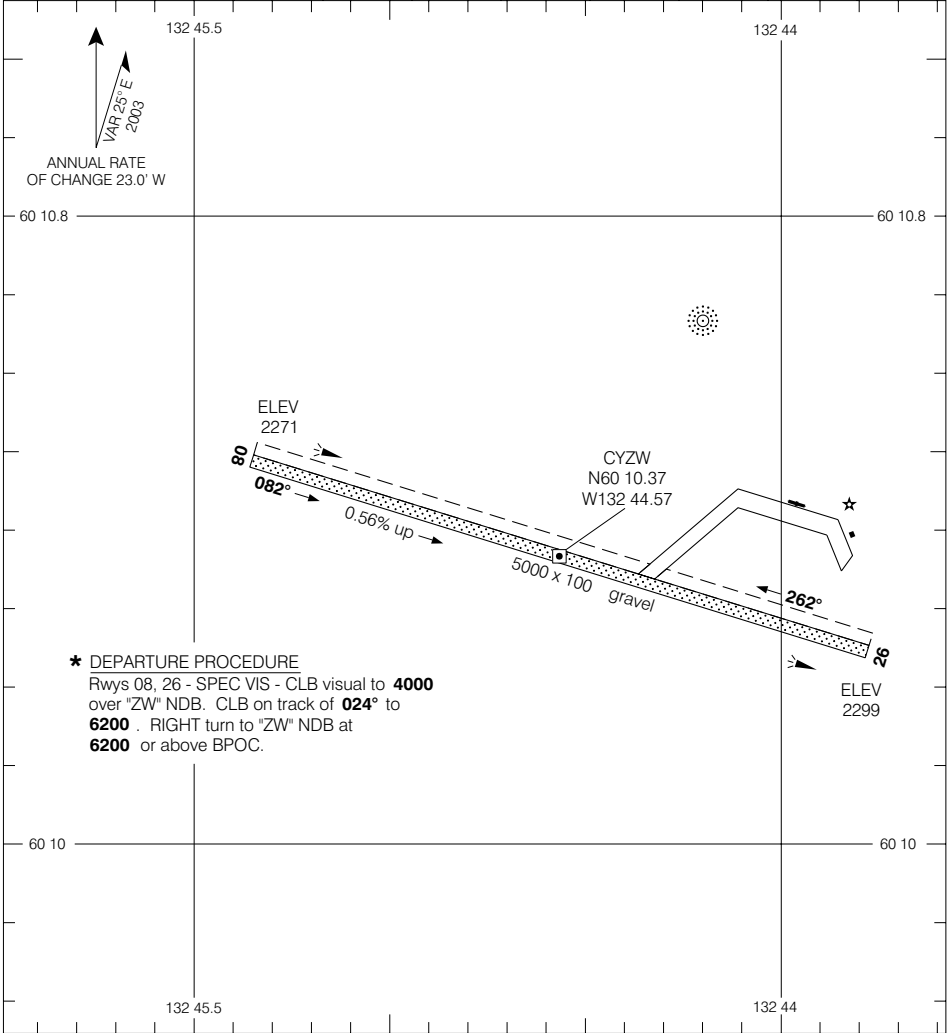 132 45.5
132 44
VAR 25° E
2003
ANNUAL RATE
OF CHANGE 23.0' W
60 10.8
60 10.8
ELEV
2271
08
082°
0.56% up
CYZW
N60 10.37
W132 44.57
5000 x 100 gravel
262°
26
ELEV
2299
* DEPARTURE PROCEDURE
Rwys 08, 26 - SPEC VIS - CLB visual to 4000
over "ZW" NDB. CLB on track of 024° to
6200 . RIGHT turn to "ZW" NDB at
6200 or above BPOC.
60 10
60 10
132 45.5
132 44